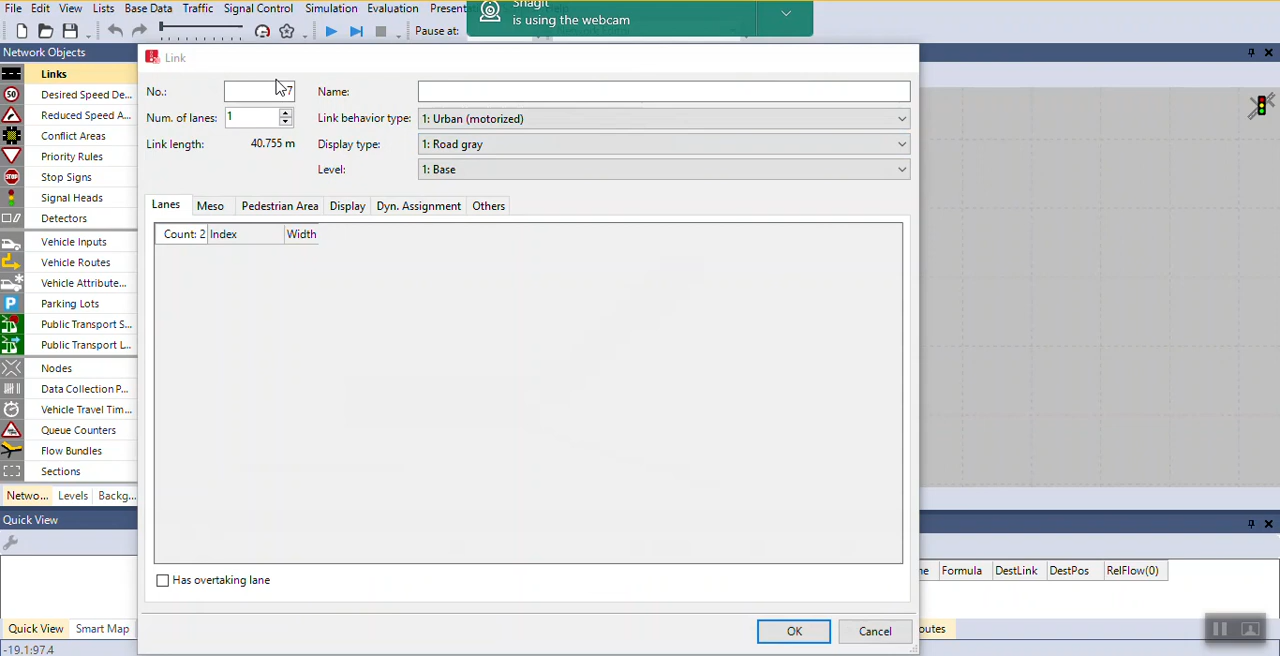 File Edit View Lists Base Data Traffic Signal Control Simulation Evaluation
Snagit
is using the webcam
Pause at:
Network Objects
Link
Links
Desired Speed De...
Reduced Speed A...
Conflict Areas
Priority Rules
Stop Signs
Signal Heads
Detectors
Vehicle Inputs
Vehicle Routes
Vehicle Attribute...
Parking Lots
Public Transport S...
Public Transport L...
Nodes
Data Collection P...
Vehicle Travel Tim...
Queue Counters
Flow Bundles
Sections
Netwo... Levels Backg...
Quick View
Quick View Smart Map
-19.1:97.4
No.: 7 Name:
Num. of lanes: 1 Link behavior type: 1: Urban (motorized)
Link length: 40.755 m Display type: 1: Road gray
Level: 1: Base
Lanes Meso Pedestrian Area Display Dyn. Assignment Others
Count: 2 Index Width
Has overtaking lane
OK Cancel
Formula DestLink DestPos RelFlow(0)